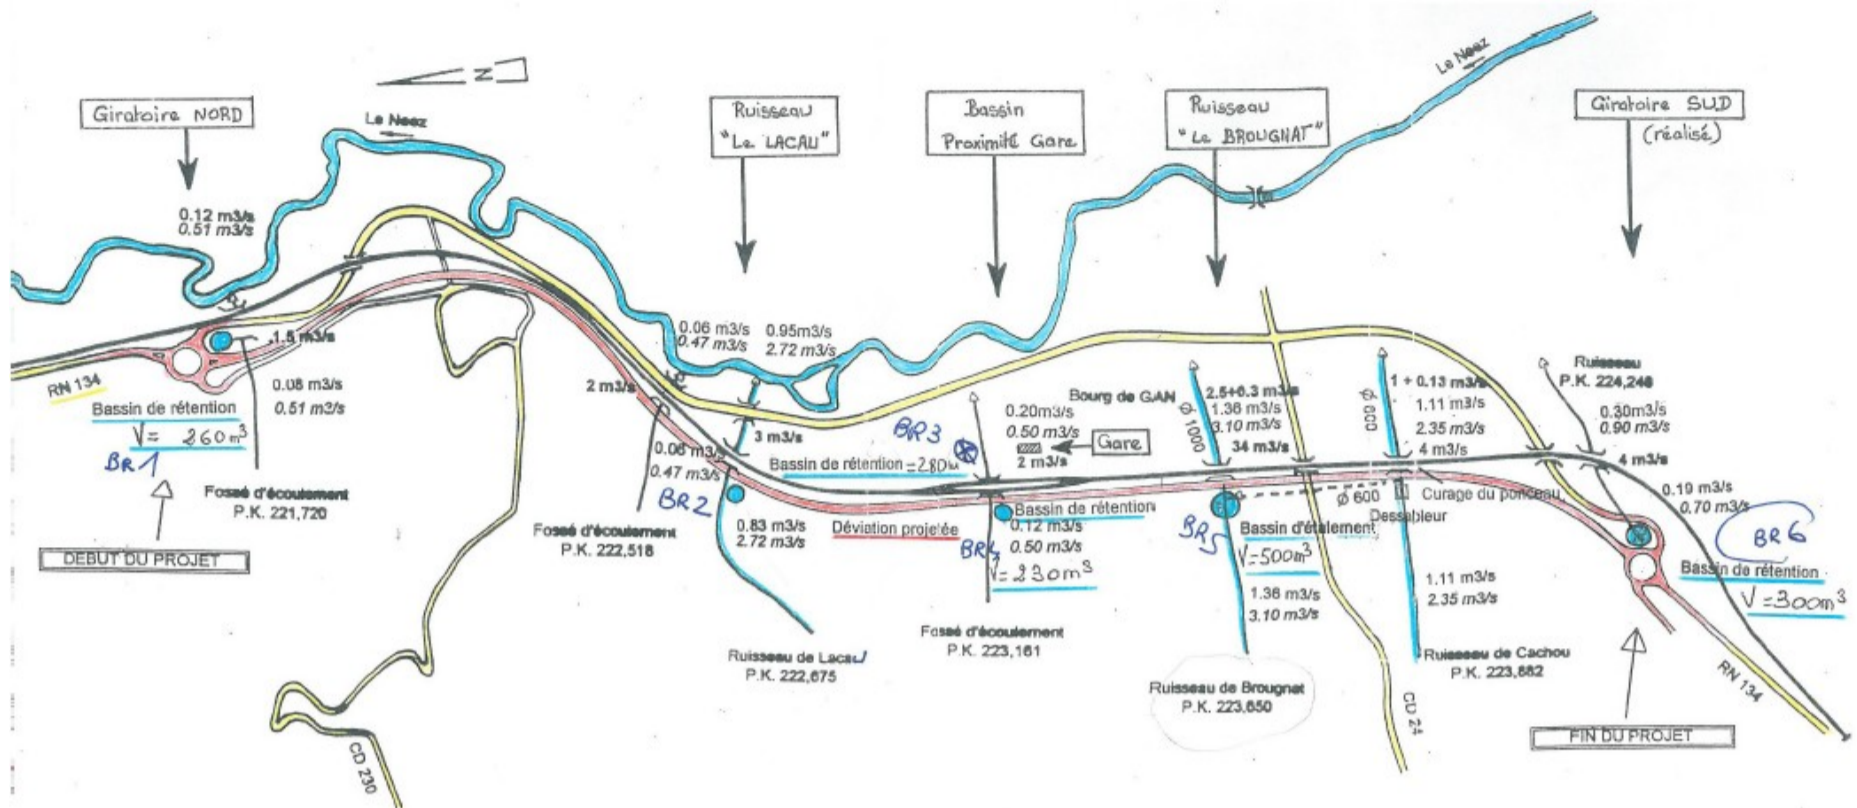 Giratoire NORD
Le Neez
N
Ruisseau
"Le LACAU"
Bassin
Proximité Gare
Ruisseau
"Le BROUGNAT"
Le Neez
Giratoire SUD
(réalisé)
0.12 m3/s
0.51 m3/s
1.5 m3/s
RN 134
0.08 m3/s
0.51 m3/s
Bassin de rétention
V= 260 m3
BR1
Fossé d'écoulement
P.K. 221,720
DEBUT DU PROJET
CD 230
2 m3/s
0.06 m3/s
0.47 m3/s
0.95m3/s
2.72 m3/s
3 m3/s
0.06 m3/s
0.47 m3/s
Bassin de rétention =280
BR2
BR3
0.83 m3/s
2.72 m3/s
Déviation projetée
Fossé d'écoulement
P.K. 222,518
Ruisseau de Lacau
P.K. 222,675
Bourg de GAN
0.20m3/s
0.50 m3/s
2 m3/s
Gare
Bassin de rétention
0.12 m3/s
0.50 m3/s
BR4
V=230m3
Fossé d'écoulement
P.K. 223,161
Ø 1000
2.5+6.3 m3/s
1.36 m3/s
3.10 m3/s
34 m3/s
BR5
Bassin d'étalement
V=500m3
1.36 m3/s
3.10 m3/s
Ruisseau de Brougnat
P.K. 223,650
Ø 600
1 + 0.13 m3/s
1.11 m3/s
2.35 m3/s
4 m3/s
Ø 600
Curage du ponceau
Dessableur
1.11 m3/s
2.35 m3/s
Ruisseau de Cachou
P.K. 223,882
CD 24
Ruisseau
P.K. 224,248
0.30m3/s
0.90 m3/s
4 m3/s
0.19 m3/s
0.70 m3/s
BR6
Bassin de rétention
V=300m3
RN 134
FIN DU PROJET